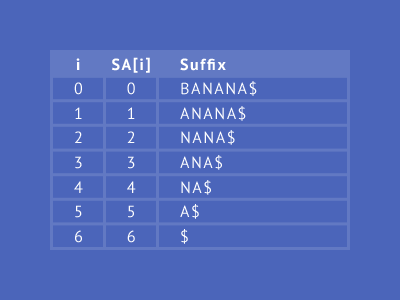 i SA[i] Suffix
0 0 BANANA$
1 1 ANANA$
2 2 NANA$
3 3 ANA$
4 4 NA$
5 5 A$
6 6 $